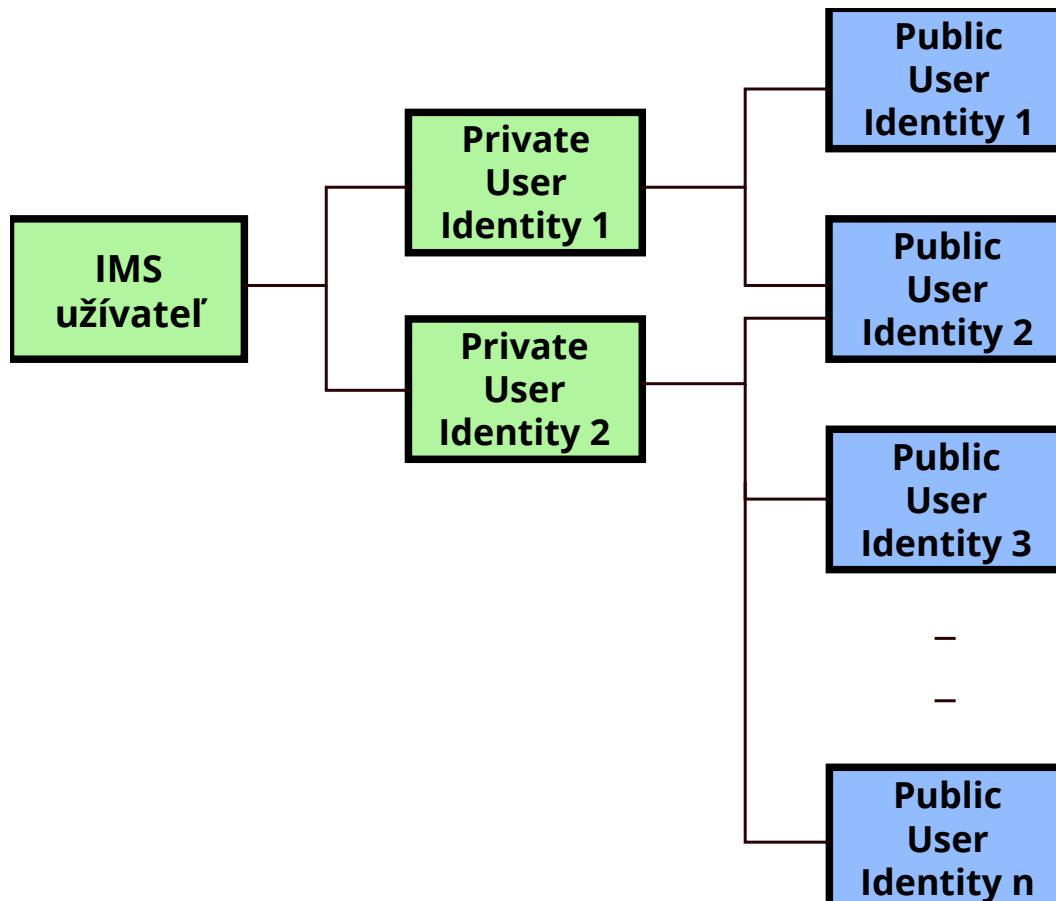 IMS
užívateľ
Private
User
Identity 1
Private
User
Identity 2
Public
User
Identity 1
Public
User
Identity 2
Public
User
Identity 3
–
–
Public
User
Identity n